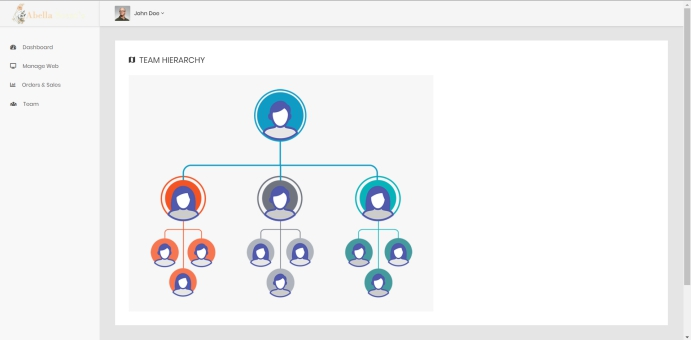 Abella
John Doe
Dashboard
Manage Web
Orders & Sales
Team
TEAM HIERARCHY